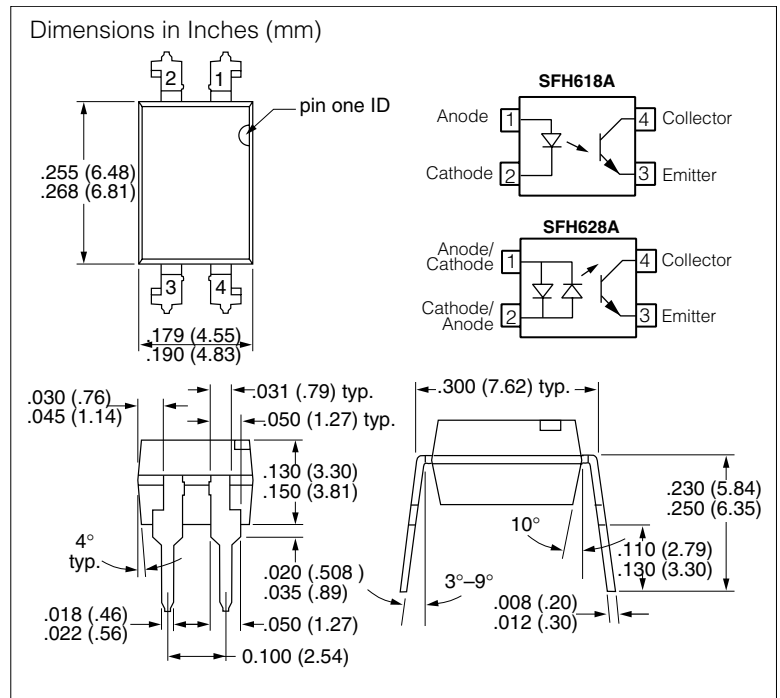 Dimensions in Inches (mm)
2
1
pin one ID
.255 (6.48)
.268 (6.81)
3
4
.179 (4.55)
.190 (4.83)
SFH618A
Anode
1
4
Collector
Cathode
2
3
Emitter
SFH628A
Anode/
Cathode
1
4
Collector
Cathode/
Anode
2
3
Emitter
.030 (.76)
.045 (1.14)
.031 (.79) typ.
.050 (1.27) typ.
.130 (3.30)
.150 (3.81)
4°
typ.
.020 (.508 )
.035 (.89)
.018 (.46)
.022 (.56)
.050 (1.27)
0.100 (2.54)
.300 (7.62) typ.
.230 (5.84)
.250 (6.35)
10°
.110 (2.79)
.130 (3.30)
3°–9°
.008 (.20)
.012 (.30)